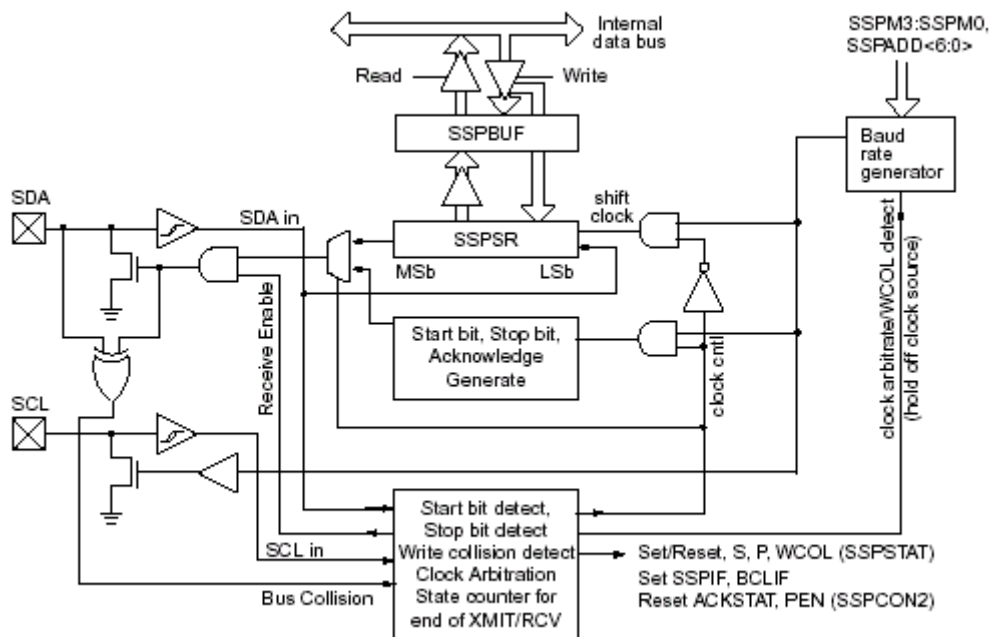 Internal
data bus
SSPM3:SSPM0,
SSPADD<6:0>
Read
Write
SSPBUF
Baud
rate
generator
SDA
SDA in
shift
clock
SSPSR
MSb
LSb
Receive Enable
Start bit, Stop bit,
Acknowledge
Generate
clock cntl
clock arbitrate/WCOL detect
(hold off clock source)
SCL
SCL in
Bus Collision
Start bit detect,
Stop bit detect
Write collision detect
Clock Arbitration
State counter for
end of XMIT/RCV
Set/Reset, S, P, WCOL (SSPSTAT)
Set SSPIF, BCLIF
Reset ACKSTAT, PEN (SSPCON2)